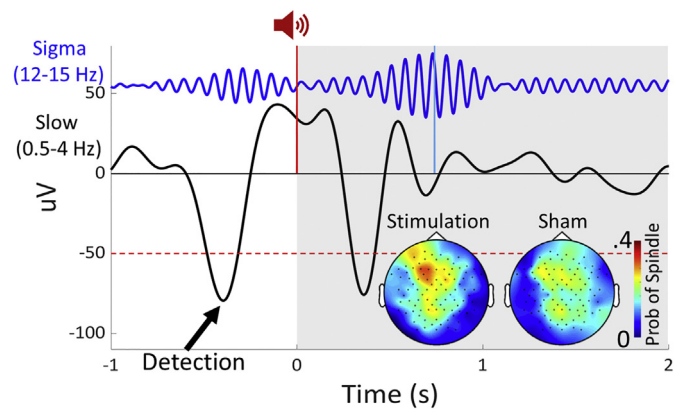 Sigma
(12-15 Hz)
50
Slow
(0.5-4 Hz)
0
uV
-50
-100
Detection
Stimulation
Sham
.4
Prob of Spindle
0
-1
0
1
2
Time (s)